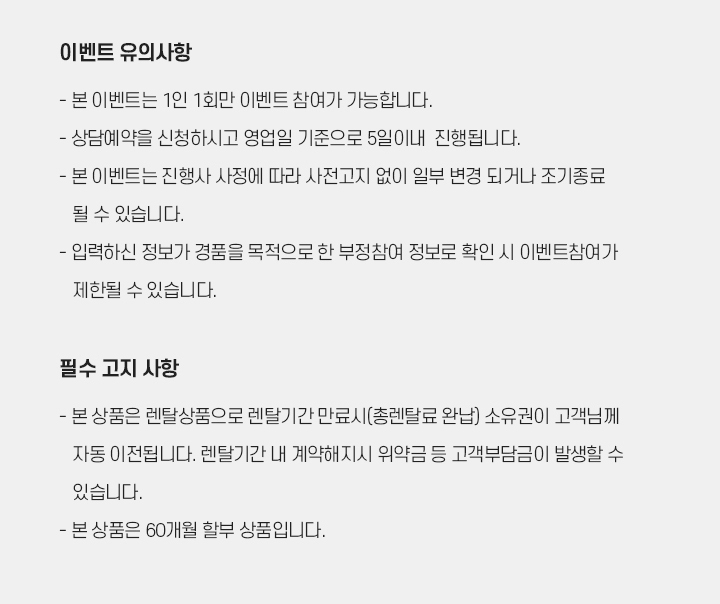 이벤트 유의사항
- 본 이벤트는 1인 1회만 이벤트 참여가 가능합니다.
- 상담예약을 신청하시고 영업일 기준으로 5일이내 진행됩니다.
- 본 이벤트는 진행사 사정에 따라 사전고지 없이 일부 변경 되거나 조기종료
될 수 있습니다.
- 입력하신 정보가 경품을 목적으로 한 부정참여 정보로 확인 시 이벤트참여가
제한될 수 있습니다.
필수 고지 사항
- 본 상품은 렌탈상품으로 렌탈기간 만료시(총렌탈료 완납) 소유권이 고객님께
자동 이전됩니다. 렌탈기간 내 계약해지시 위약금 등 고객부담금이 발생할 수
있습니다.
- 본 상품은 60개월 할부 상품입니다.